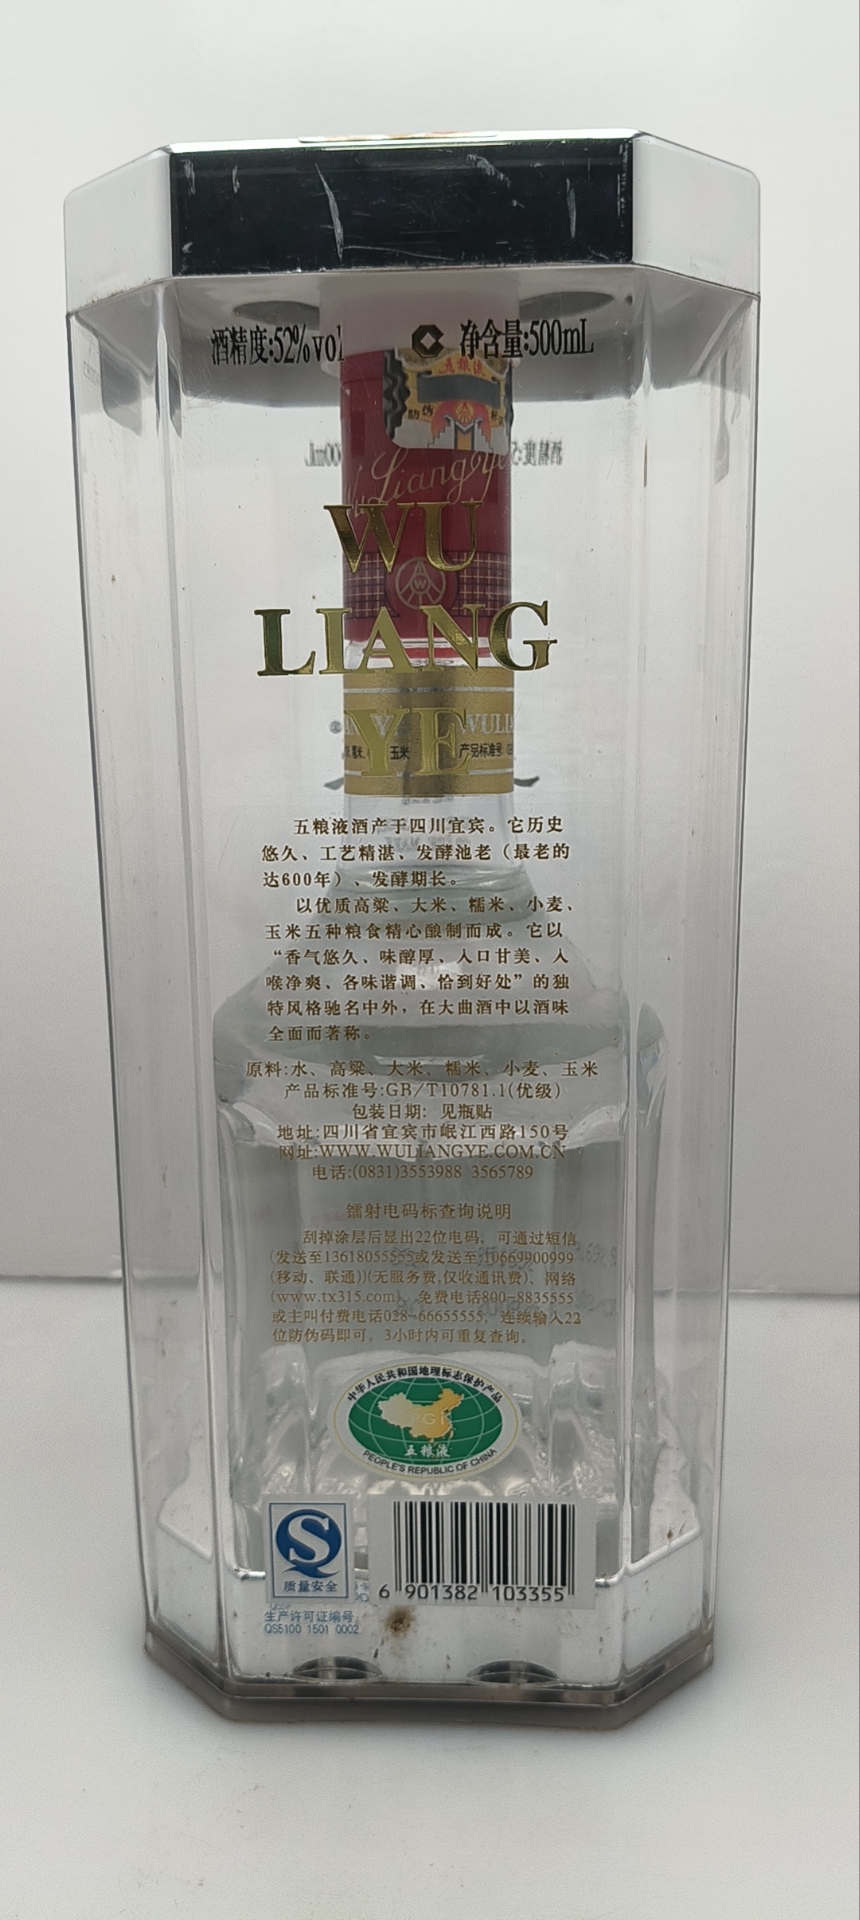 酒精度:52%vol 净含量:500mL
五粮液
防伪
Wu Liang Ye
WU
LIANG
YE
玉米 产品标准号
五粮液酒产于四川宜宾。它历史
悠久、工艺精湛、发酵池老（最老的
达600年）、发酵期长。
以优质高粱、大米、糯米、小麦、
玉米五种粮食精心酿制而成。它以
“香气悠久、味醇厚、入口甘美、入
喉净爽、各味谐调、恰到好处”的独
特风格驰名中外，在大曲酒中以酒味
全面而著称。
原料:水、高粱、大米、糯米、小麦、玉米
产品标准号:GB/T10781.1(优级)
包装日期: 见瓶贴
地址:四川省宜宾市岷江西路150号
网址:WWW.WULIANGYE.COM.CN
电话:(0831)3553988 3565789
镭射电码标查询说明
刮掉涂层后显出22位电码，可通过短信
(发送至13618055555或发送至10669900999
(移动、联通))(无服务费,仅收通讯费)、网络
(www.tx315.com)、免费电话800-8835555
或主叫付费电话028-66655555，连续输入22
位防伪码即可。3小时内可重复查询。
中华人民共和国地理标志保护产品
PGI
五粮液
PEOPLE'S REPUBLIC OF CHINA
质量安全
6 901382 103355
生产许可证编号
QS5100 1501 0002